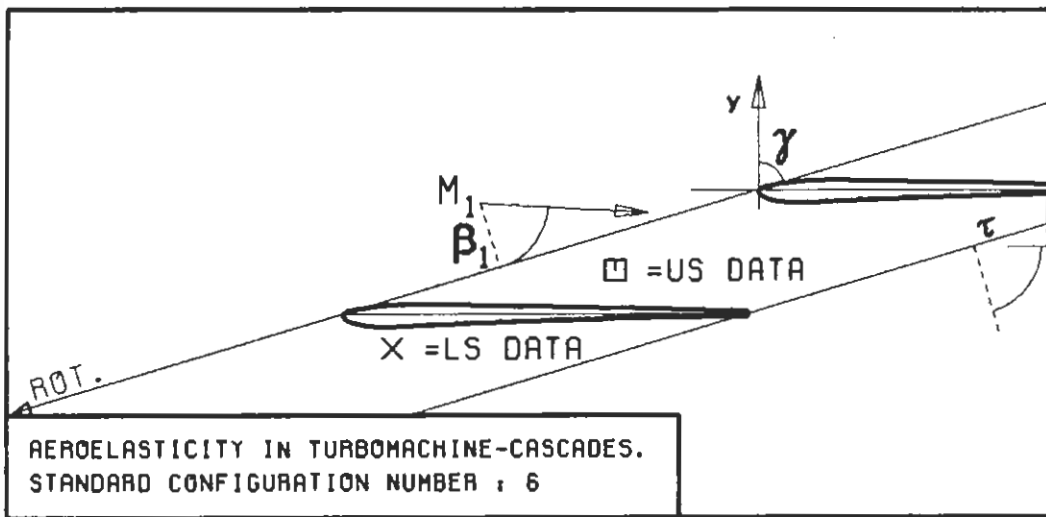 y
γ
M₁
β₁
τ
⊡ =US DATA
× =LS DATA
ROT.
AEROELASTICITY IN TURBOMACHINE-CASCADES.
STANDARD CONFIGURATION NUMBER : 6